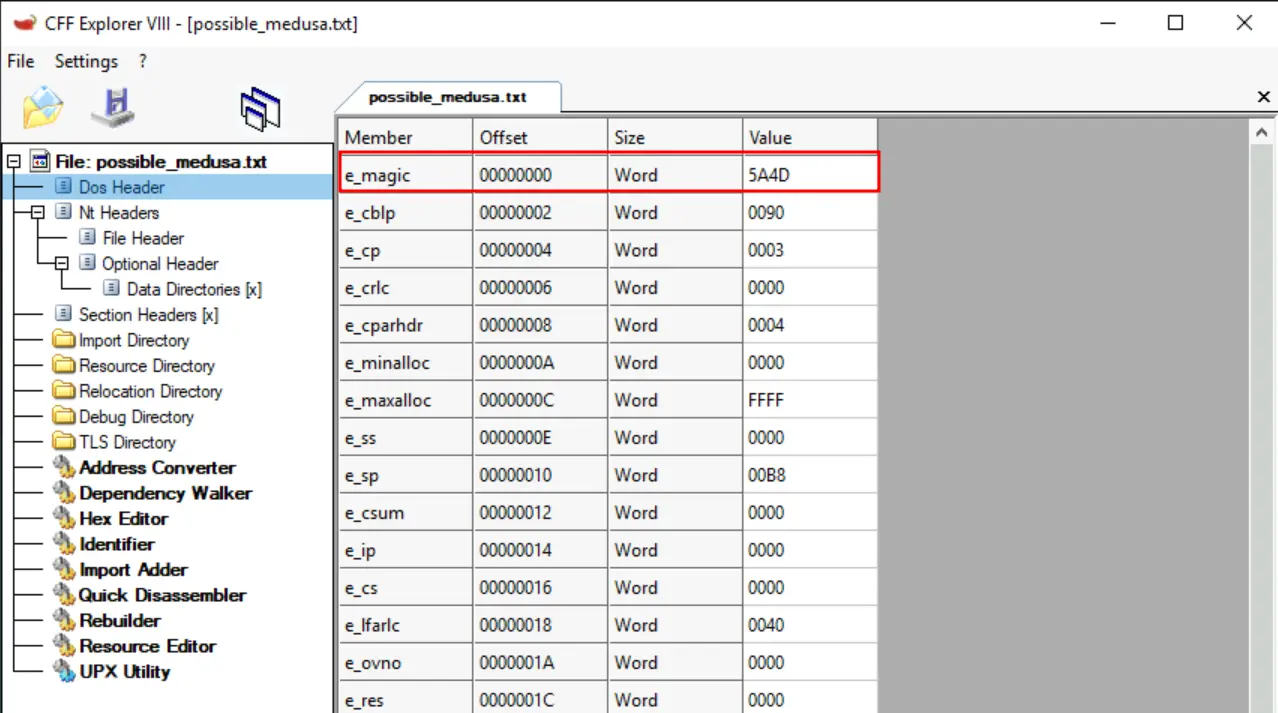 CFF Explorer VIII - [possible_medusa.txt]
File Settings ?
possible_medusa.txt
File: possible_medusa.txt
Dos Header
Nt Headers
File Header
Optional Header
Data Directories [x]
Section Headers [x]
Import Directory
Resource Directory
Relocation Directory
Debug Directory
TLS Directory
Address Converter
Dependency Walker
Hex Editor
Identifier
Import Adder
Quick Disassembler
Rebuilder
Resource Editor
UPX Utility
Member Offset Size Value
e_magic 00000000 Word 5A4D
e_cblp 00000002 Word 0090
e_cp 00000004 Word 0003
e_crlc 00000006 Word 0000
e_cparhdr 00000008 Word 0004
e_minalloc 0000000A Word 0000
e_maxalloc 0000000C Word FFFF
e_ss 0000000E Word 0000
e_sp 00000010 Word 00B8
e_csum 00000012 Word 0000
e_ip 00000014 Word 0000
e_cs 00000016 Word 0000
e_lfarlc 00000018 Word 0040
e_ovno 0000001A Word 0000
e_res 0000001C Word 0000